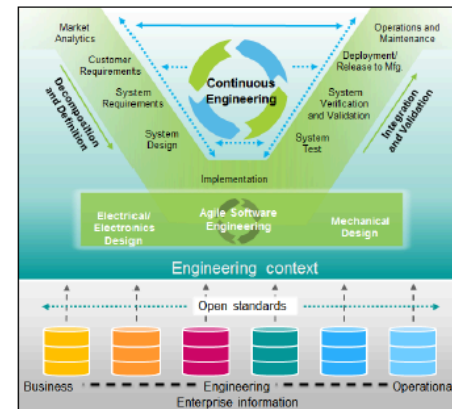 Market
Analytics
Operations and
Maintenance
Customer
Requirements
Continuous
Engineering
Deployment/
Release to Mfg.
Decomposition
and Definition
System
Requirements
System
Verification
and Validation
Integration
and Validation
System
Design
System
Test
Implementation
Electrical/
Electronics
Design
Agile Software
Engineering
Mechanical
Design
Engineering context
Open standards
Business
Engineering
Operational
Enterprise information